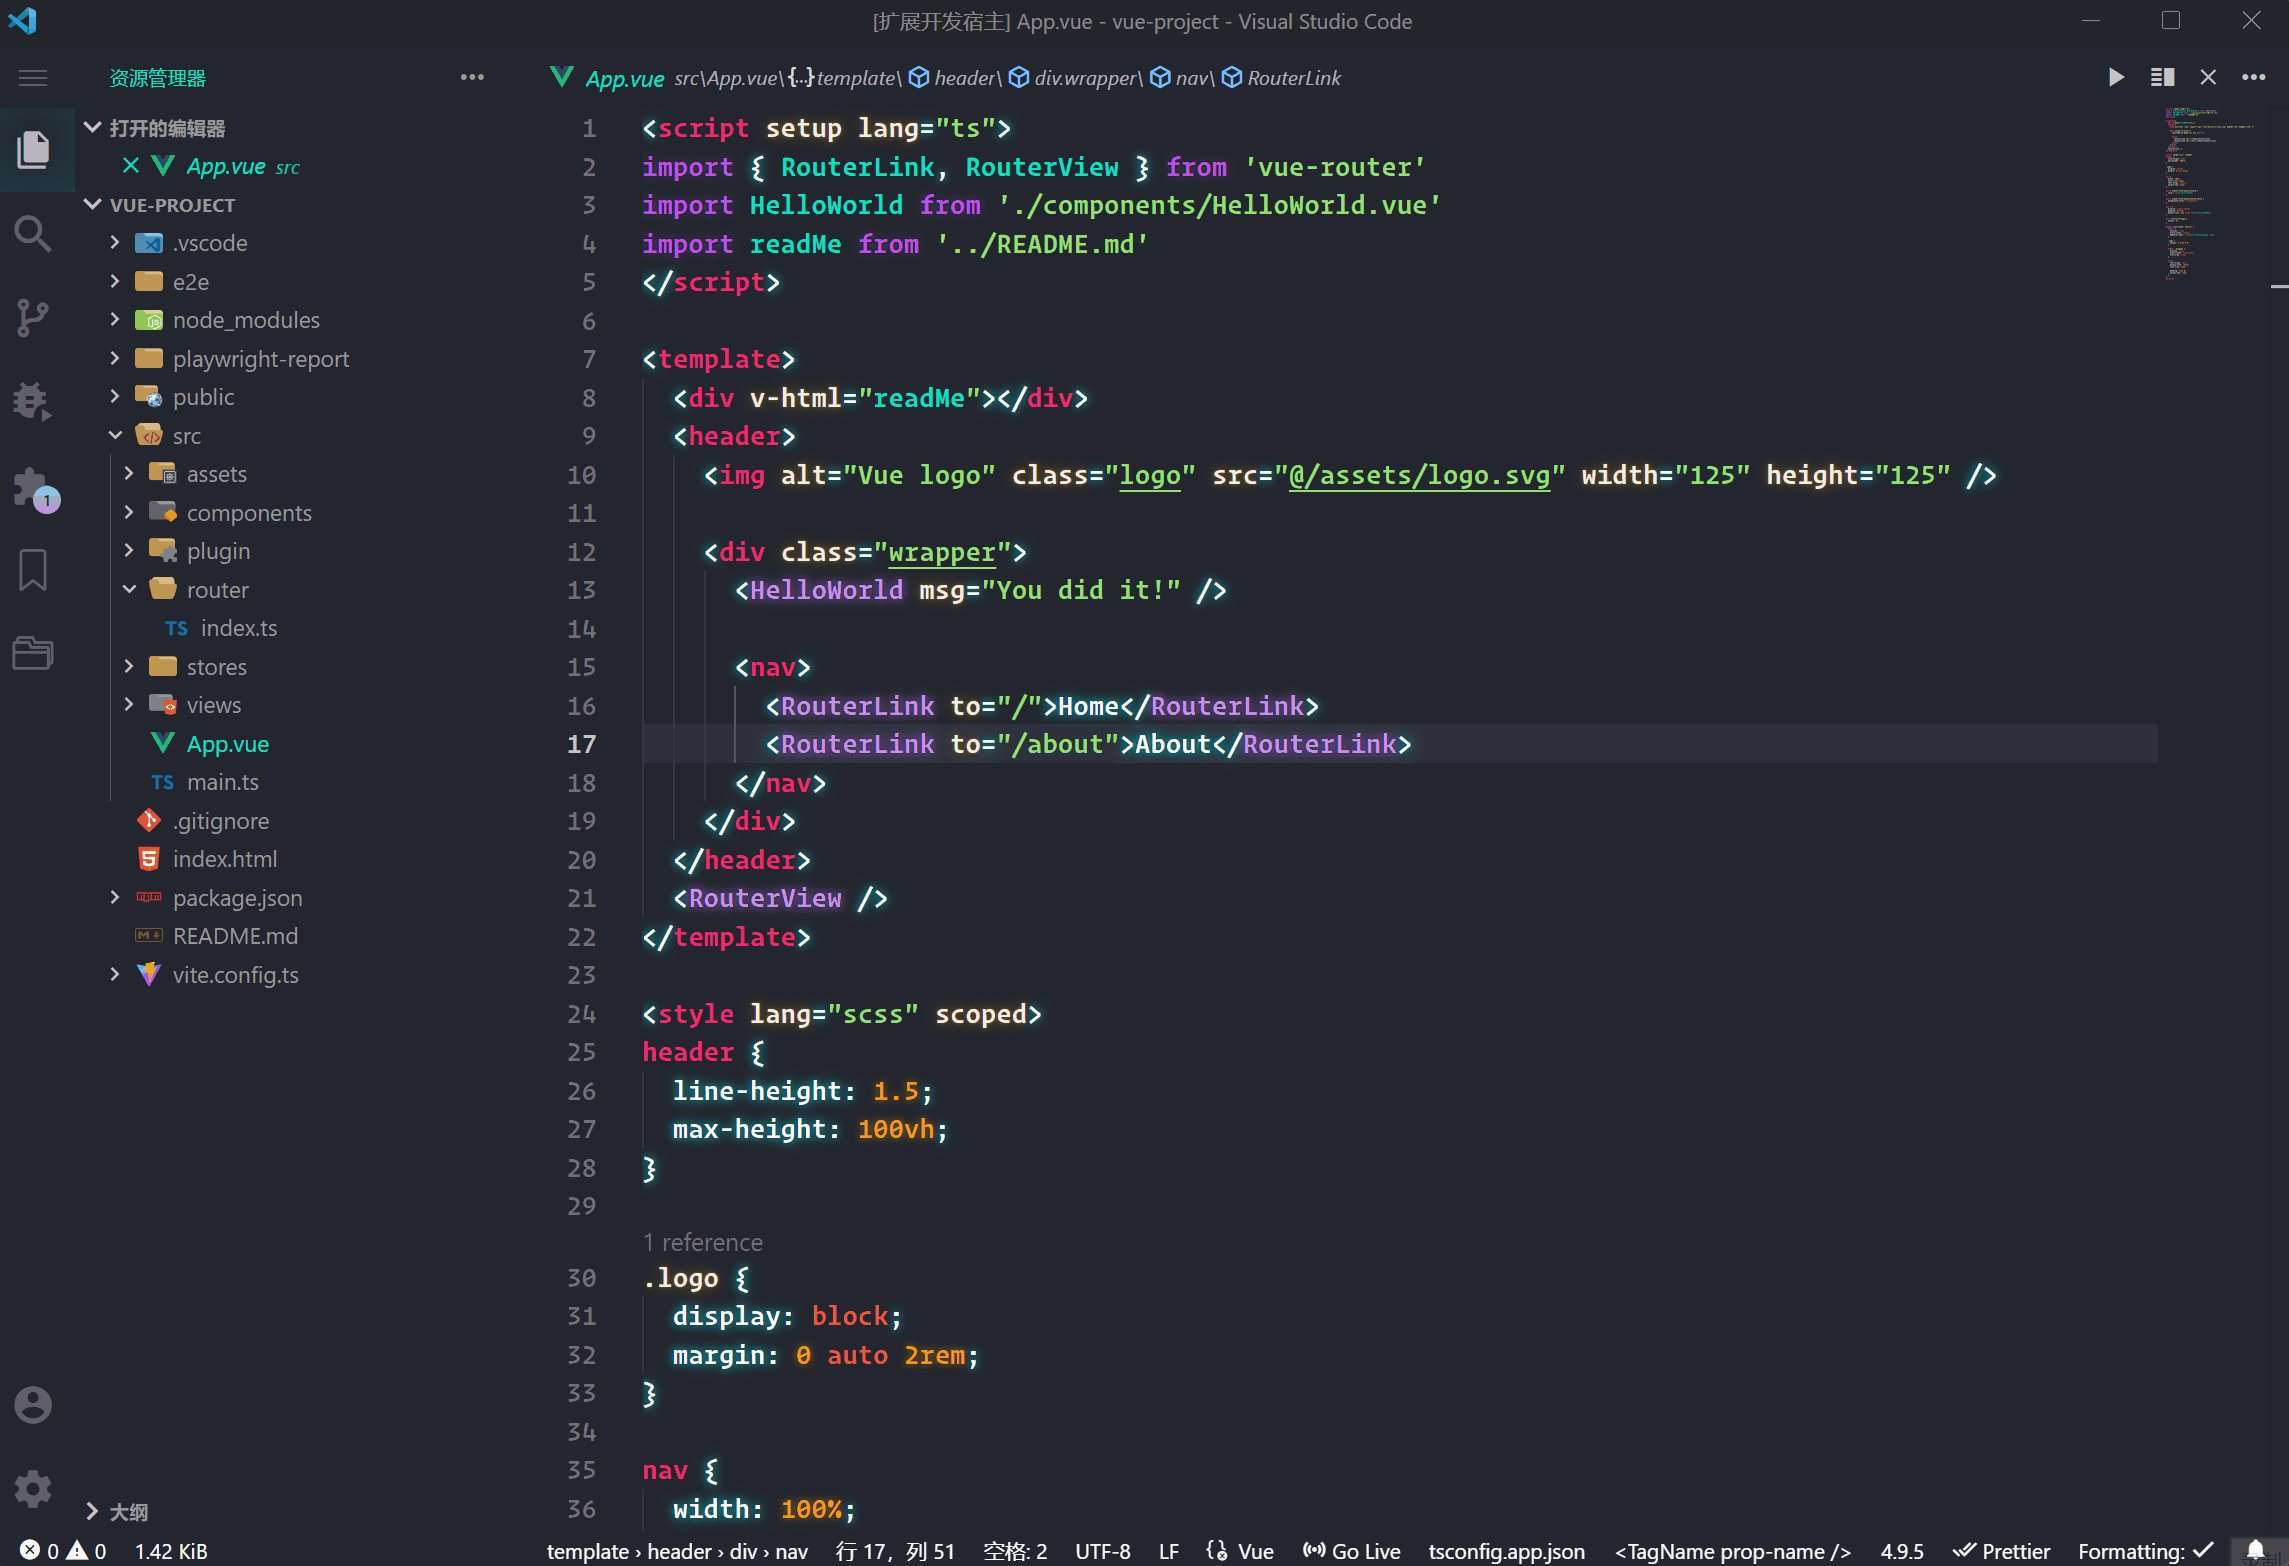 [扩展开发宿主] App.vue - vue-project - Visual Studio Code
资源管理器
打开的编辑器
App.vue src
VUE-PROJECT
.vscode
e2e
node_modules
playwright-report
public
src
assets
components
plugin
router
TS index.ts
stores
views
App.vue
TS main.ts
.gitignore
index.html
package.json
README.md
vite.config.ts
大纲
1
App.vue src\App.vue\{..}template\header\div.wrapper\nav\RouterLink
1 <script setup lang="ts">
2 import { RouterLink, RouterView } from 'vue-router'
3 import HelloWorld from './components/HelloWorld.vue'
4 import readMe from '../README.md'
5 </script>
6
7 <template>
8   <div v-html="readMe"></div>
9   <header>
10     <img alt="Vue logo" class="logo" src="@/assets/logo.svg" width="125" height="125" />
11
12     <div class="wrapper">
13       <HelloWorld msg="You did it!" />
14
15       <nav>
16         <RouterLink to="/">Home</RouterLink>
17         <RouterLink to="/about">About</RouterLink>
18       </nav>
19     </div>
20   </header>
21   <RouterView />
22 </template>
23
24 <style lang="scss" scoped>
25 header {
26   line-height: 1.5;
27   max-height: 100vh;
28 }
29
1 reference
30 .logo {
31   display: block;
32   margin: 0 auto 2rem;
33 }
34
35 nav {
36   width: 100%;
0 0 1.42 KiB template › header › div › nav 行 17，列 51 空格: 2 UTF-8 LF Vue Go Live tsconfig.app.json <TagName prop-name /> 4.9.5 Prettier Formatting: ✓